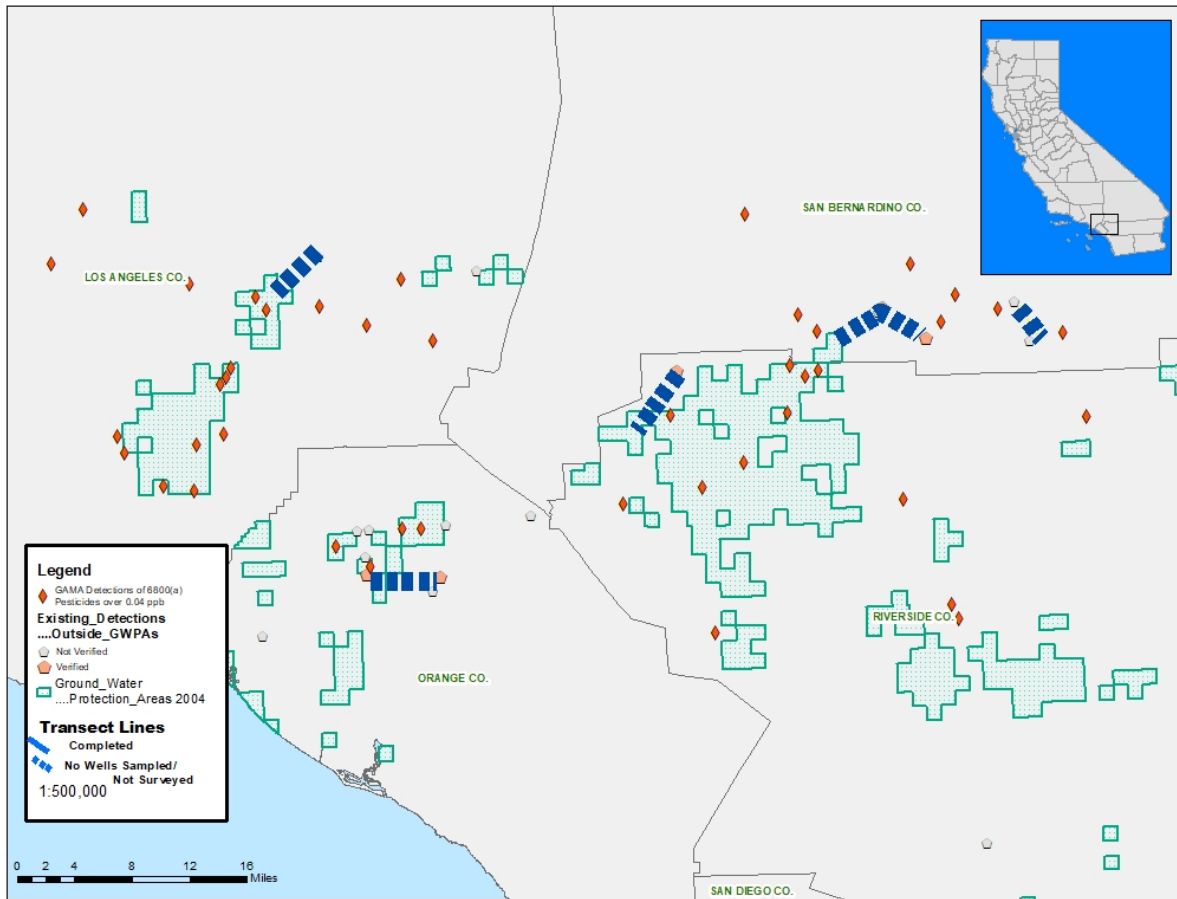 SAN BERNARDINO CO.
LOS ANGELES CO.
RIVERSIDE CO.
ORANGE CO.
SAN DIEGO CO.
Legend
GAMA Detections of 6800(a)
Pesticides over 0.04 ppb
Existing_Detections
....Outside_GWPAs
Not Verified
Verified
Ground_Water
....Protection_Areas 2004
Transect Lines
Completed
No Wells Sampled/
Not Surveyed
1:500,000
0 2 4 8 12 16
Miles